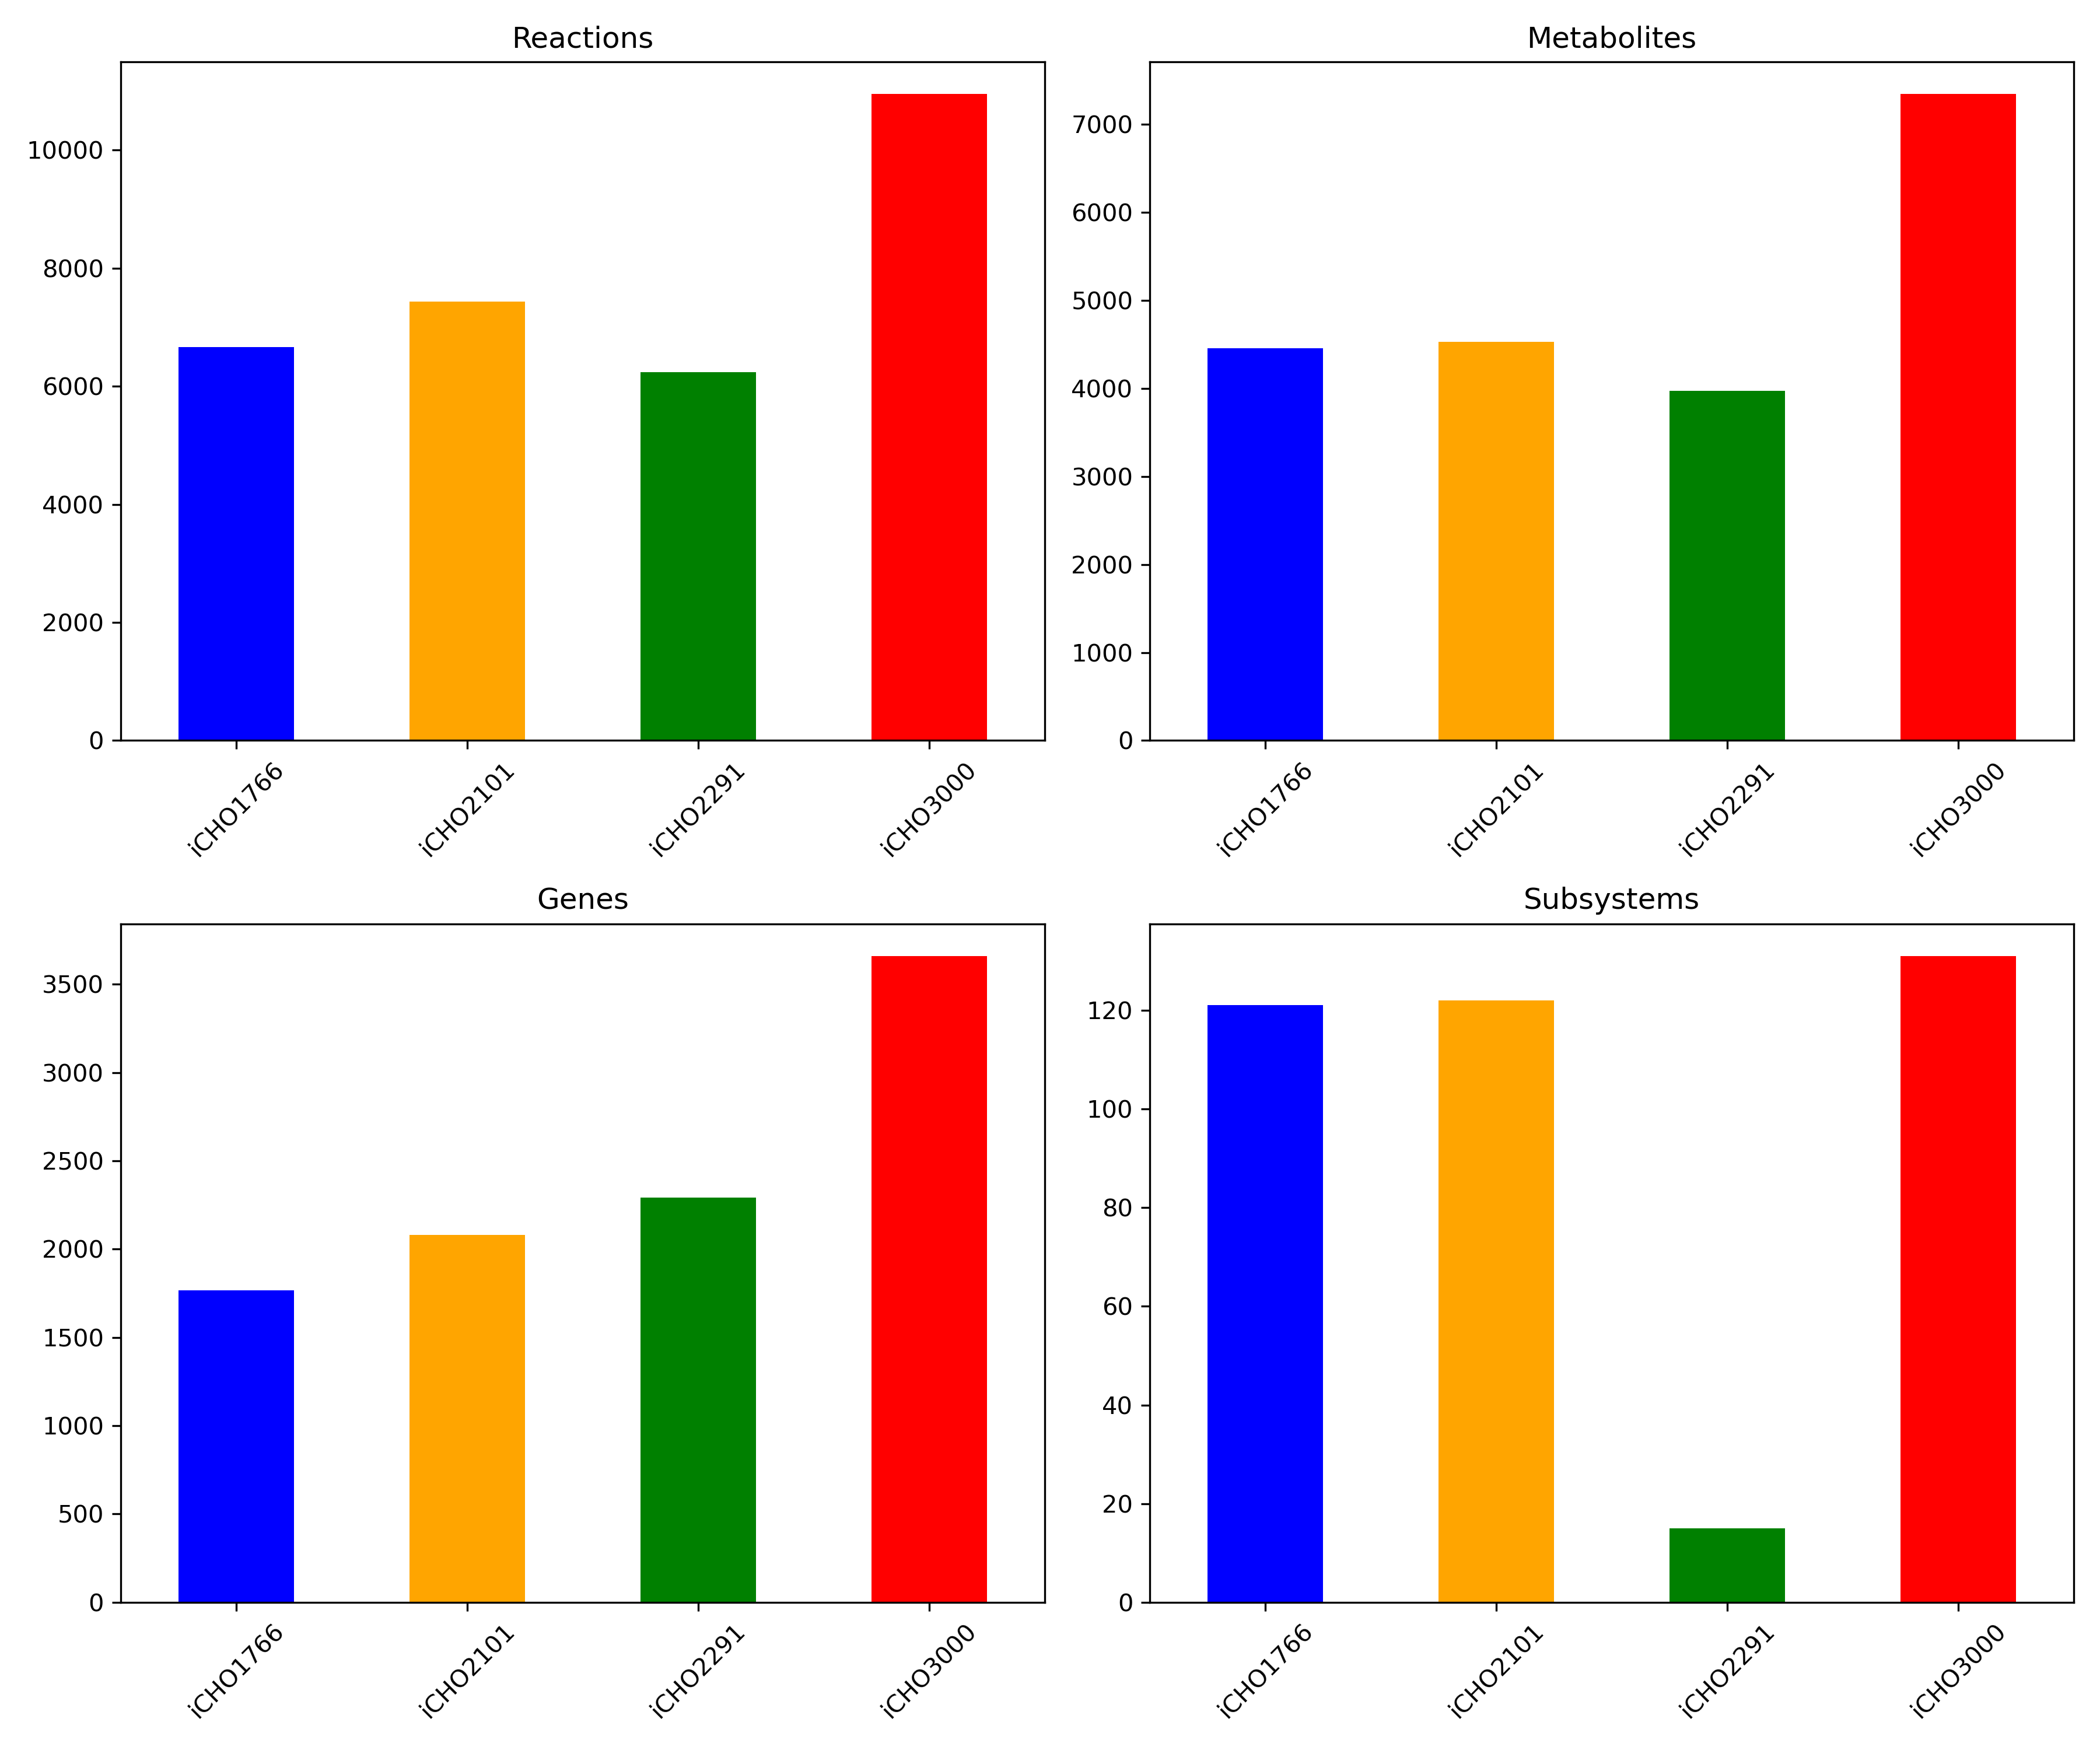 Reactions
10000
8000
6000
4000
2000
0
iCHO1766
iCHO2101
iCHO2291
iCHO3000
Metabolites
7000
6000
5000
4000
3000
2000
1000
0
iCHO1766
iCHO2101
iCHO2291
iCHO3000
Genes
3500
3000
2500
2000
1500
1000
500
0
iCHO1766
iCHO2101
iCHO2291
iCHO3000
Subsystems
120
100
80
60
40
20
0
iCHO1766
iCHO2101
iCHO2291
iCHO3000